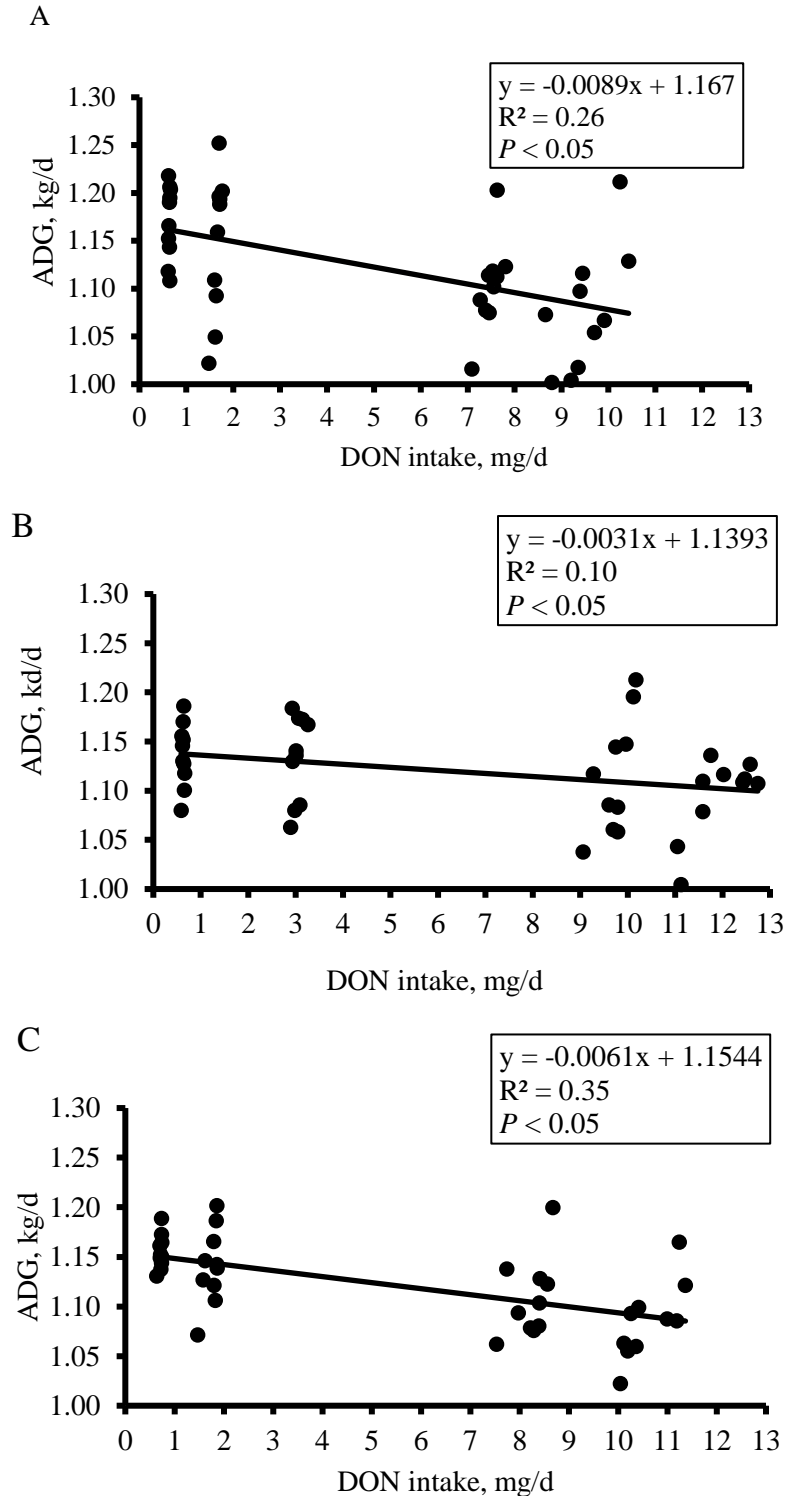 A
y = -0.0089x + 1.167
R² = 0.26
P < 0.05
1.30
1.25
1.20
1.15
1.10
1.05
1.00
ADG, kg/d
0 1 2 3 4 5 6 7 8 9 10 11 12 13
DON intake, mg/d
B
y = -0.0031x + 1.1393
R² = 0.10
P < 0.05
1.30
1.25
1.20
1.15
1.10
1.05
1.00
ADG, kd/d
0 1 2 3 4 5 6 7 8 9 10 11 12 13
DON intake, mg/d
C
y = -0.0061x + 1.1544
R² = 0.35
P < 0.05
1.30
1.25
1.20
1.15
1.10
1.05
1.00
ADG, kg/d
0 1 2 3 4 5 6 7 8 9 10 11 12 13
DON intake, mg/d